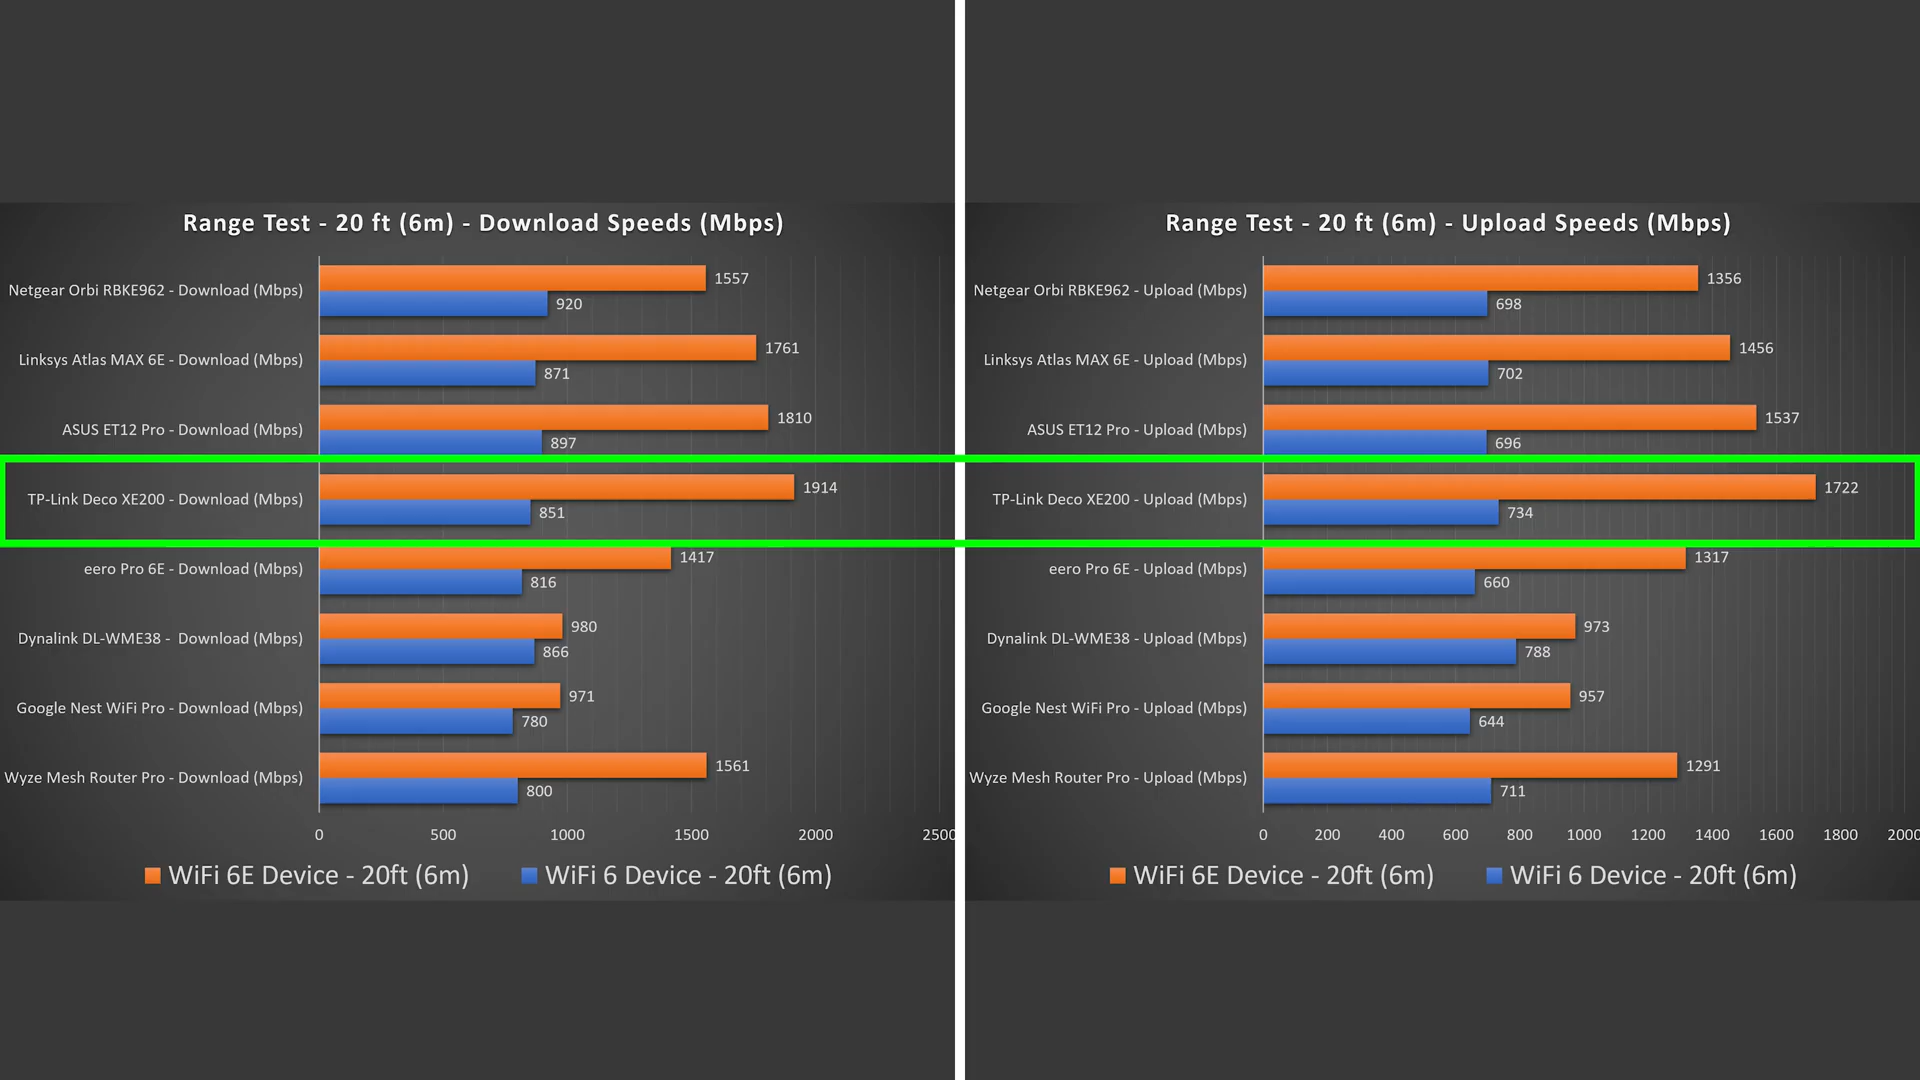 Range Test - 20 ft (6m) - Download Speeds (Mbps)
Netgear Orbi RBKE962 - Download (Mbps)
1557
920
Linksys Atlas MAX 6E - Download (Mbps)
1761
871
ASUS ET12 Pro - Download (Mbps)
1810
897
TP-Link Deco XE200 - Download (Mbps)
1914
851
eero Pro 6E - Download (Mbps)
1417
816
Dynalink DL-WME38 - Download (Mbps)
980
866
Google Nest WiFi Pro - Download (Mbps)
971
780
Wyze Mesh Router Pro - Download (Mbps)
1561
800
0 500 1000 1500 2000 2500
WiFi 6E Device - 20ft (6m) WiFi 6 Device - 20ft (6m)
Range Test - 20 ft (6m) - Upload Speeds (Mbps)
Netgear Orbi RBKE962 - Upload (Mbps)
1356
698
Linksys Atlas MAX 6E - Upload (Mbps)
1456
702
ASUS ET12 Pro - Upload (Mbps)
1537
696
TP-Link Deco XE200 - Upload (Mbps)
1722
734
eero Pro 6E - Upload (Mbps)
1317
660
Dynalink DL-WME38 - Upload (Mbps)
973
788
Google Nest WiFi Pro - Upload (Mbps)
957
644
Wyze Mesh Router Pro - Upload (Mbps)
1291
711
0 200 400 600 800 1000 1200 1400 1600 1800 2000
WiFi 6E Device - 20ft (6m) WiFi 6 Device - 20ft (6m)